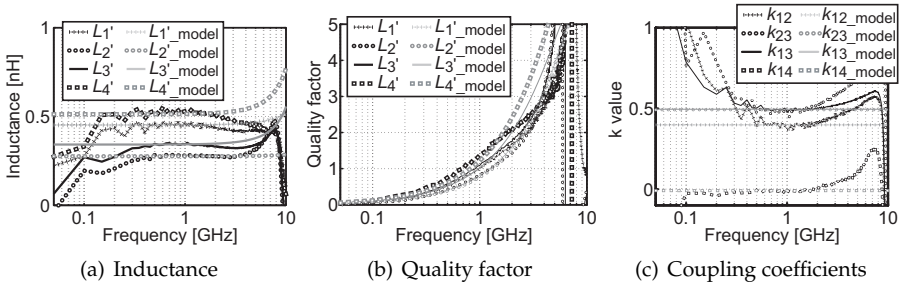 Inductance [nH]
1
0.5
0
L1' L1'_model
L2' L2'_model
L3' L3'_model
L4' L4'_model
0.1 1 10
Frequency [GHz]
(a) Inductance
Quality factor
5
4
3
2
1
0
L1' L1'_model
L2' L2'_model
L3' L3'_model
L4' L4'_model
0.1 1 10
Frequency [GHz]
(b) Quality factor
k value
1
0.5
0
k12 k12_model
k23 k23_model
k13 k13_model
k14 k14_model
0.1 1 10
Frequency [GHz]
(c) Coupling coefficients